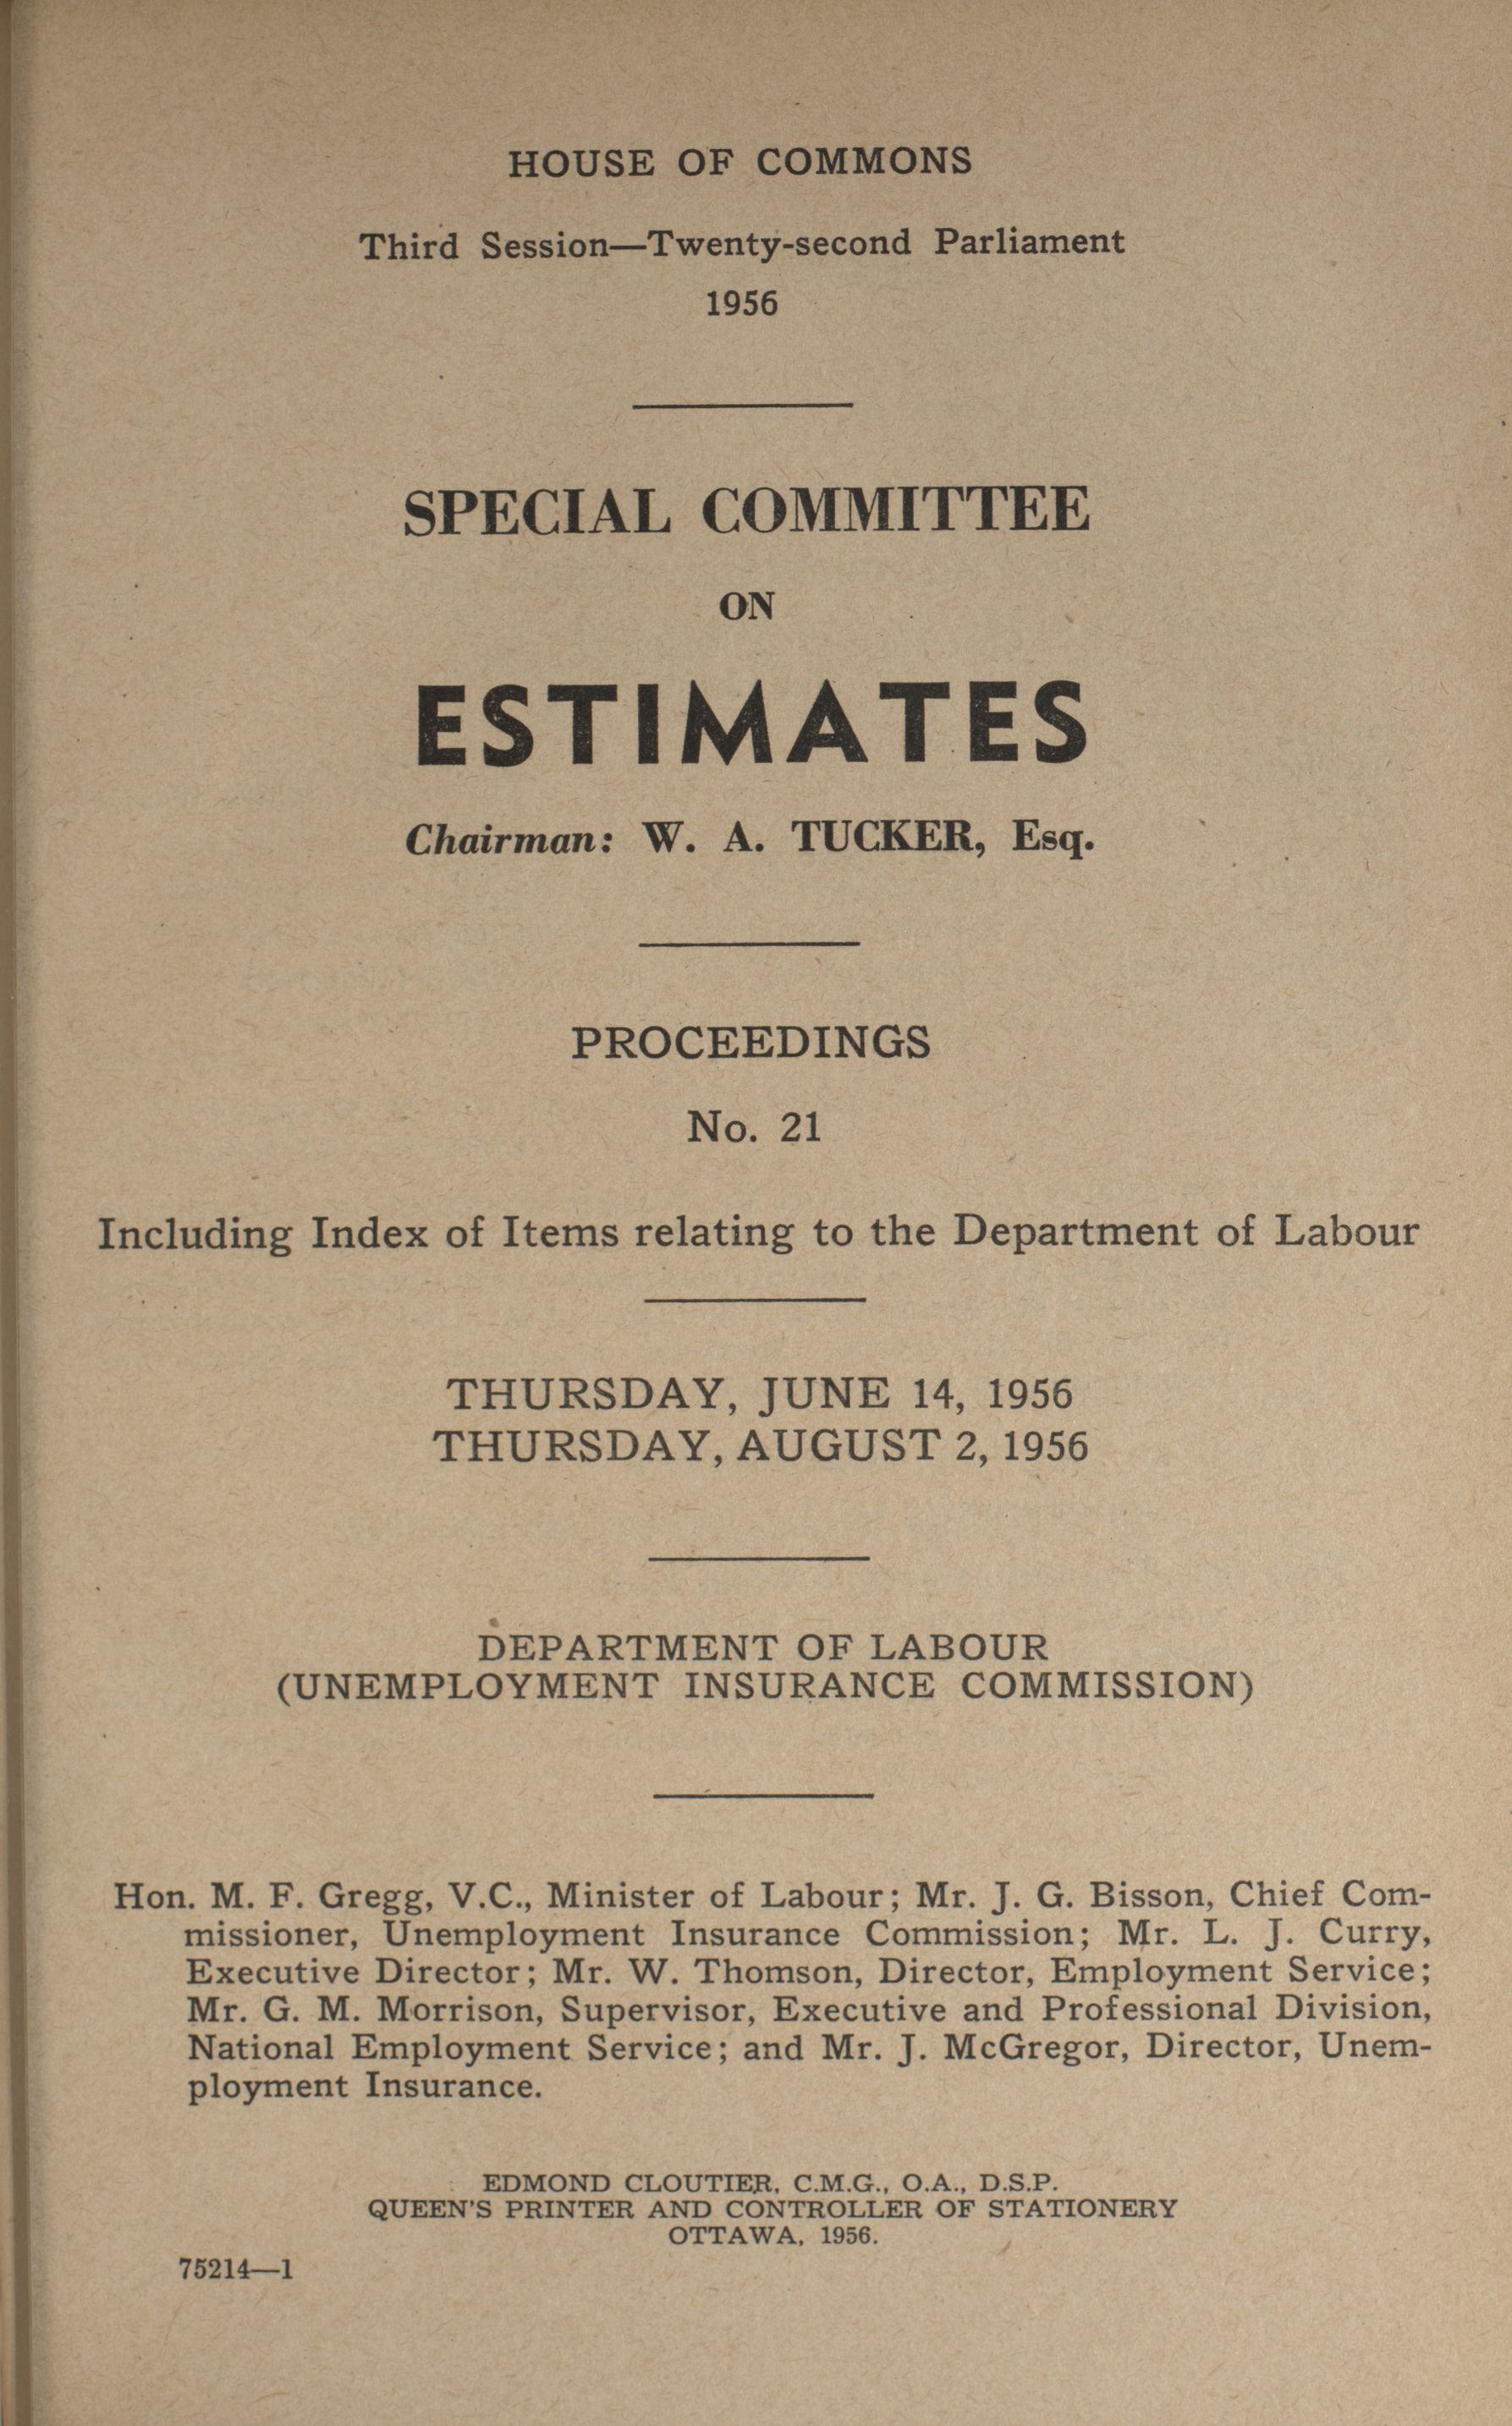 HOUSE OF COMMONS
Third Session—Twenty-second Parliament
1956
SPECIAL COMMITTEE
ON
ESTIMATES
Chairman: W. A. TUCKER, Esq.
PROCEEDINGS
No. 21
Including Index of Items relating to the Department of Labour
THURSDAY, JUNE 14, 1956
THURSDAY, AUGUST 2, 1956
DEPARTMENT OF LABOUR
(UNEMPLOYMENT INSURANCE COMMISSION)
Hon. M. F. Gregg, V.C., Minister of Labour; Mr. J. G. Bisson, Chief Com-
missioner, Unemployment Insurance Commission; Mr. L. J. Curry,
Executive Director; Mr. W. Thomson, Director, Employment Service;
Mr. G. M. Morrison, Supervisor, Executive and Professional Division,
National Employment Service; and Mr. J. McGregor, Director, Unem-
ployment Insurance.
EDMOND CLOUTIER, C.M.G., O.A., D.S.P.
QUEEN'S PRINTER AND CONTROLLER OF STATIONERY
OTTAWA, 1956.
75214—1